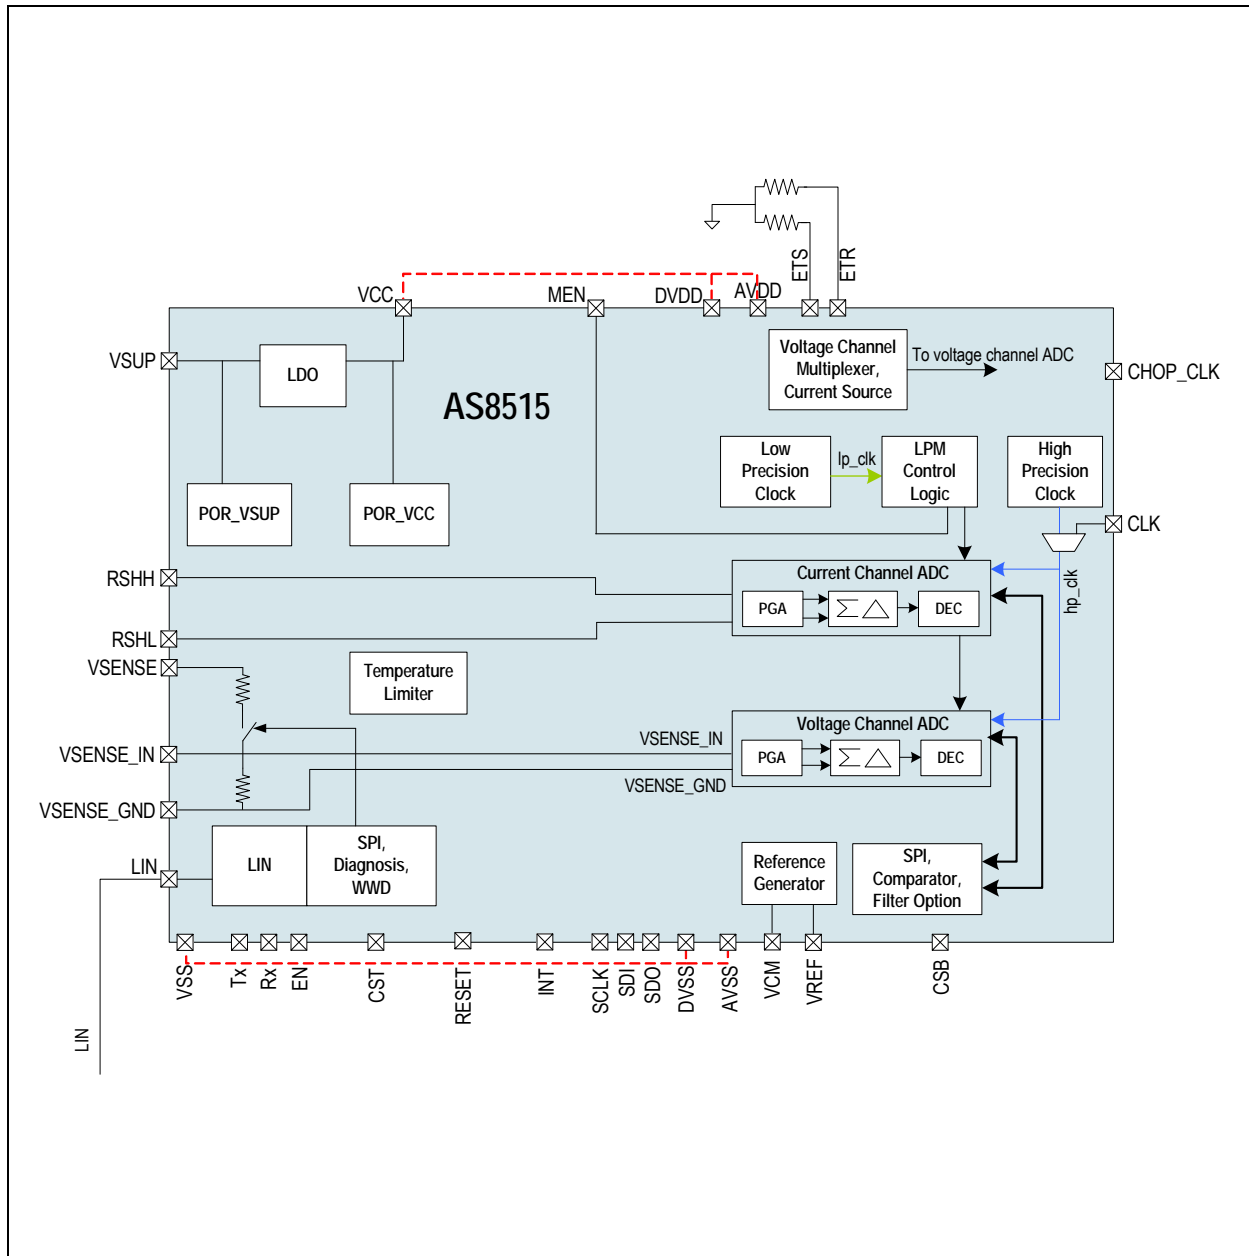 ETS
ETR
VCC
MEN
DVDD
AVDD
VSUP
LDO
AS8515
Voltage Channel
Multiplexer,
Current Source
To voltage channel ADC
CHOP_CLK
POR_VSUP
POR_VCC
Low
Precision
Clock
lp_clk
LPM
Control
Logic
High
Precision
Clock
CLK
hp_clk
RSHH
RSHL
Current Channel ADC
PGA
Σ△
DEC
VSENSE
Temperature
Limiter
VSENSE_IN
VSENSE_IN
VSENSE_GND
VSENSE_GND
Voltage Channel ADC
PGA
Σ△
DEC
LIN
LIN
SPI,
Diagnosis,
WWD
Reference
Generator
SPI,
Comparator,
Filter Option
VSS
Tx
Rx
EN
CST
RESET
INT
SCLK
SDI
SDO
DVSS
AVSS
VCM
VREF
CSB
LIN